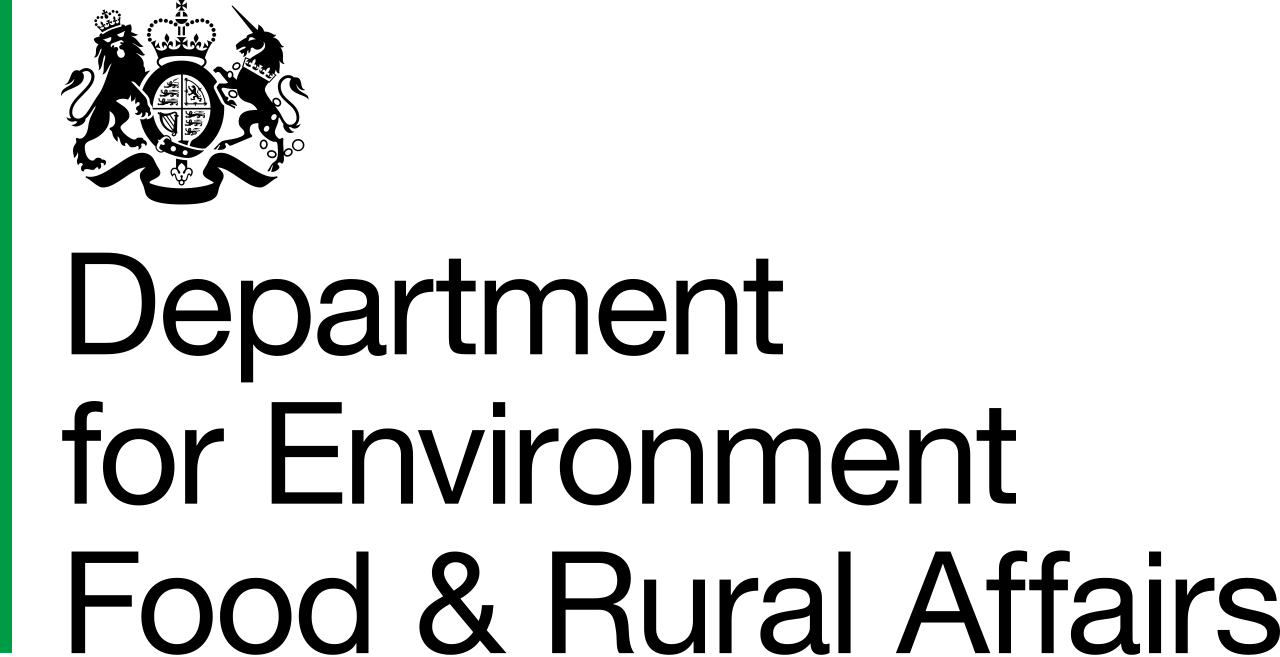 Department
for Environment
Food & Rural Affairs